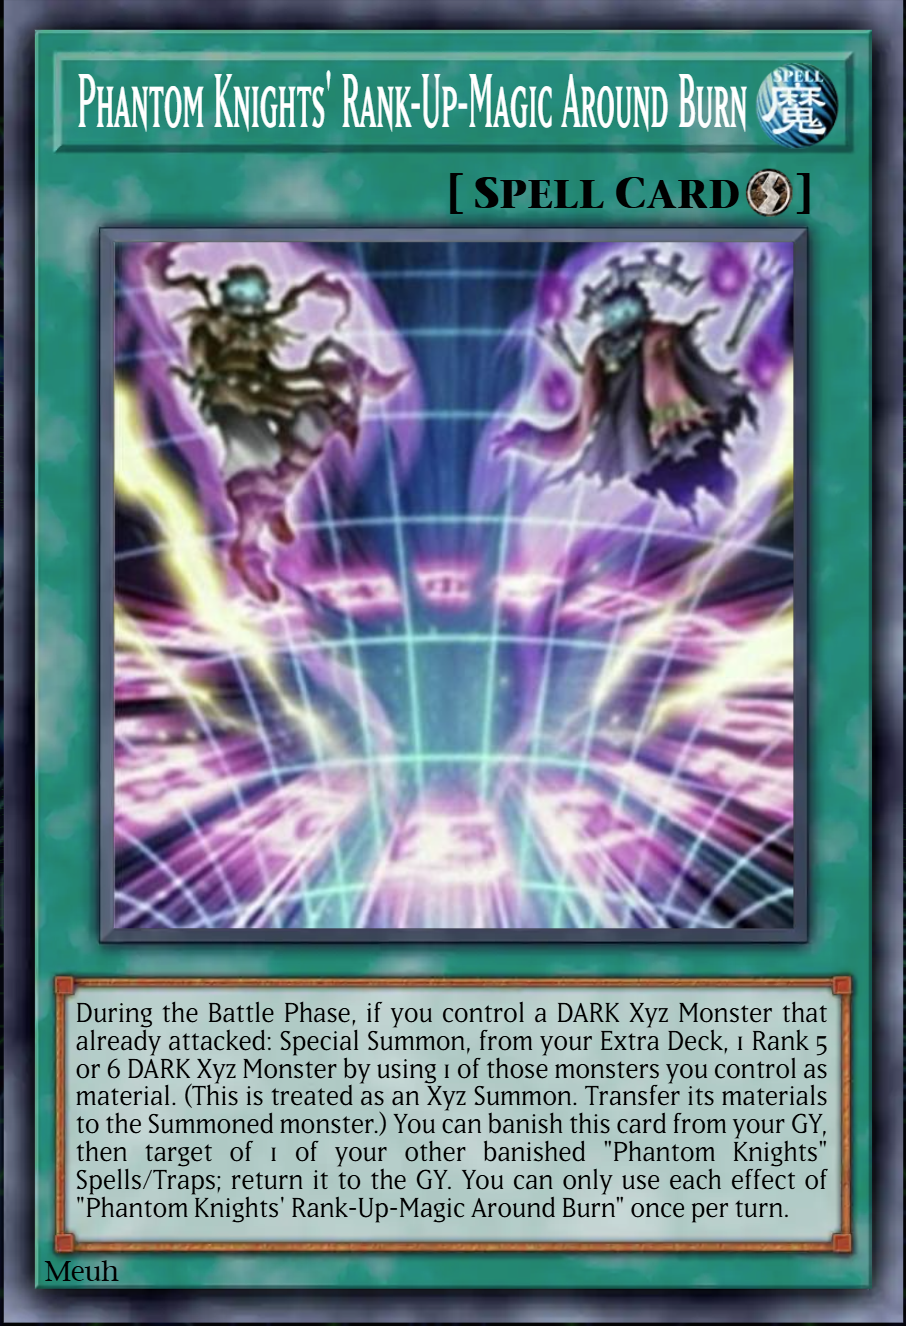 Phantom Knights' Rank-Up-Magic Around Burn
SPELL
魔
[ Spell Card ]
During the Battle Phase, if you control a DARK Xyz Monster that
already attacked: Special Summon, from your Extra Deck, 1 Rank 5
or 6 DARK Xyz Monster by using 1 of those monsters you control as
material. (This is treated as an Xyz Summon. Transfer its materials
to the Summoned monster.) You can banish this card from your GY,
then target of 1 of your other banished "Phantom Knights"
Spells/Traps; return it to the GY. You can only use each effect of
"Phantom Knights' Rank-Up-Magic Around Burn" once per turn.
Meuh